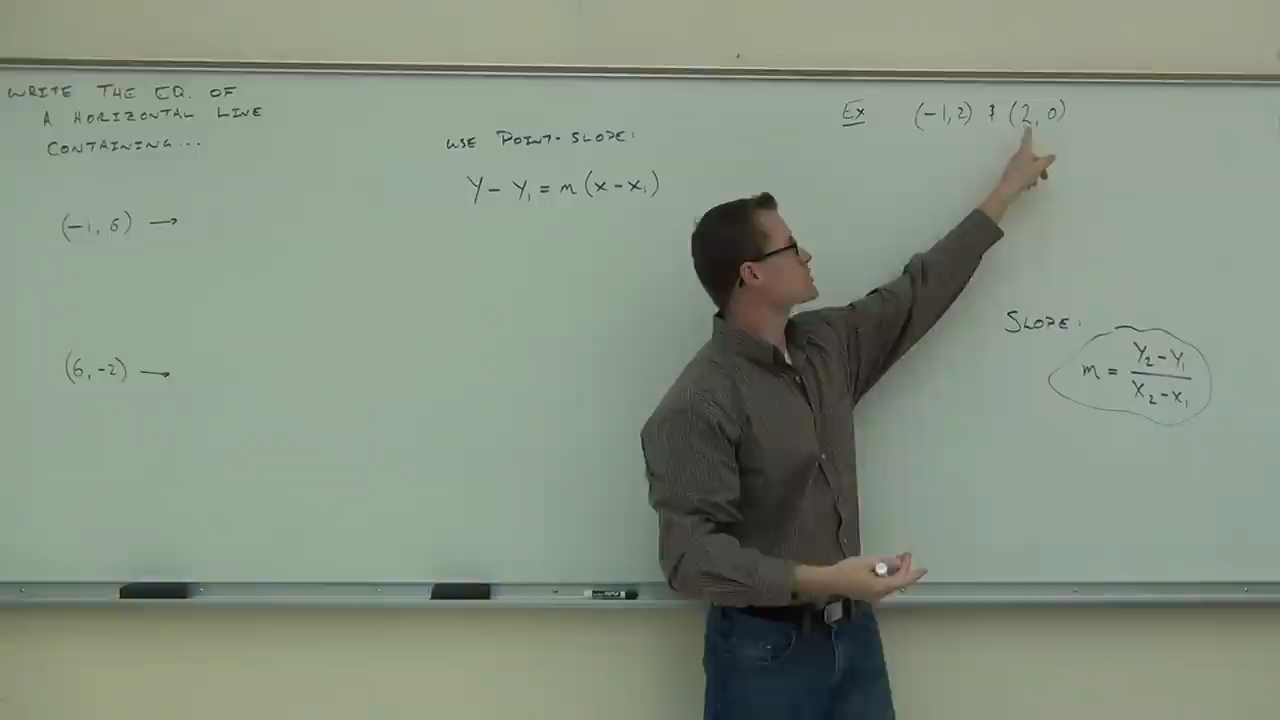 WRITE THE EQ. OF
A HORIZONTAL LINE
CONTAINING...
(-1, 6) →
(6, -2) →
USE POINT-SLOPE:
Y - Y₁ = m (x - x₁)
Ex (-1, 2) & (2, 0)
SLOPE:
m = Y₂ - Y₁ / X₂ - X₁